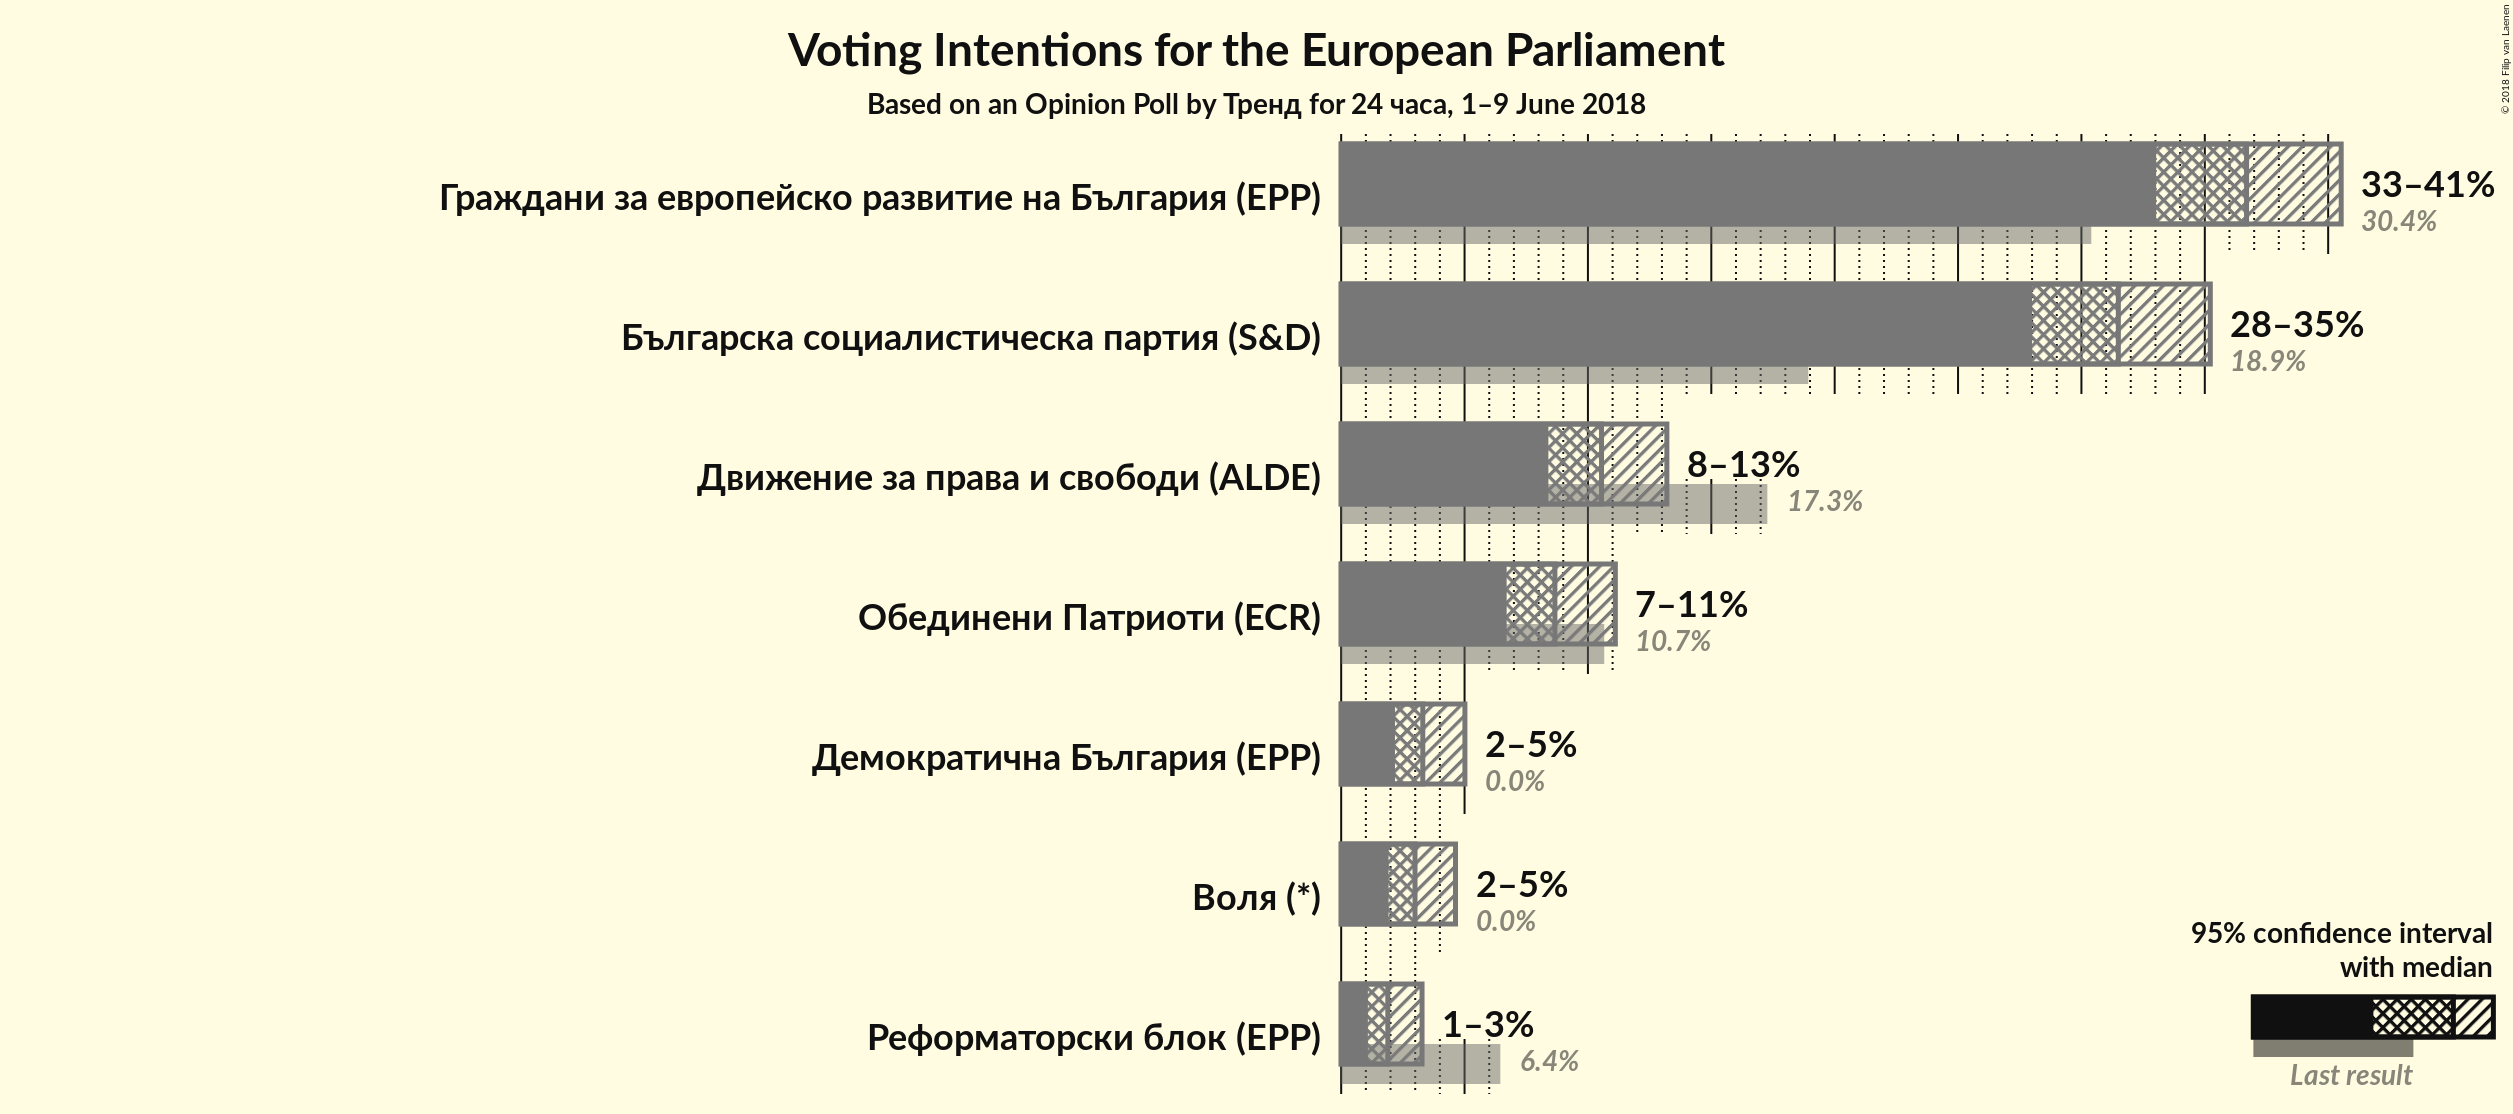 Voting Intentions for the European Parliament
Based on an Opinion Poll by Тренд for 24 часа, 1–9 June 2018
© 2018 Filip van Laenen
Граждани за европейско развитие на България (EPP)
33–41%
30.4%
Българска социалистическа партия (S&D)
28–35%
18.9%
Движение за права и свободи (ALDE)
8–13%
17.3%
Обединени Патриоти (ECR)
7–11%
10.7%
Демократична България (EPP)
2–5%
0.0%
Воля (*)
2–5%
0.0%
Реформаторски блок (EPP)
1–3%
6.4%
95% confidence interval
with median
Last result